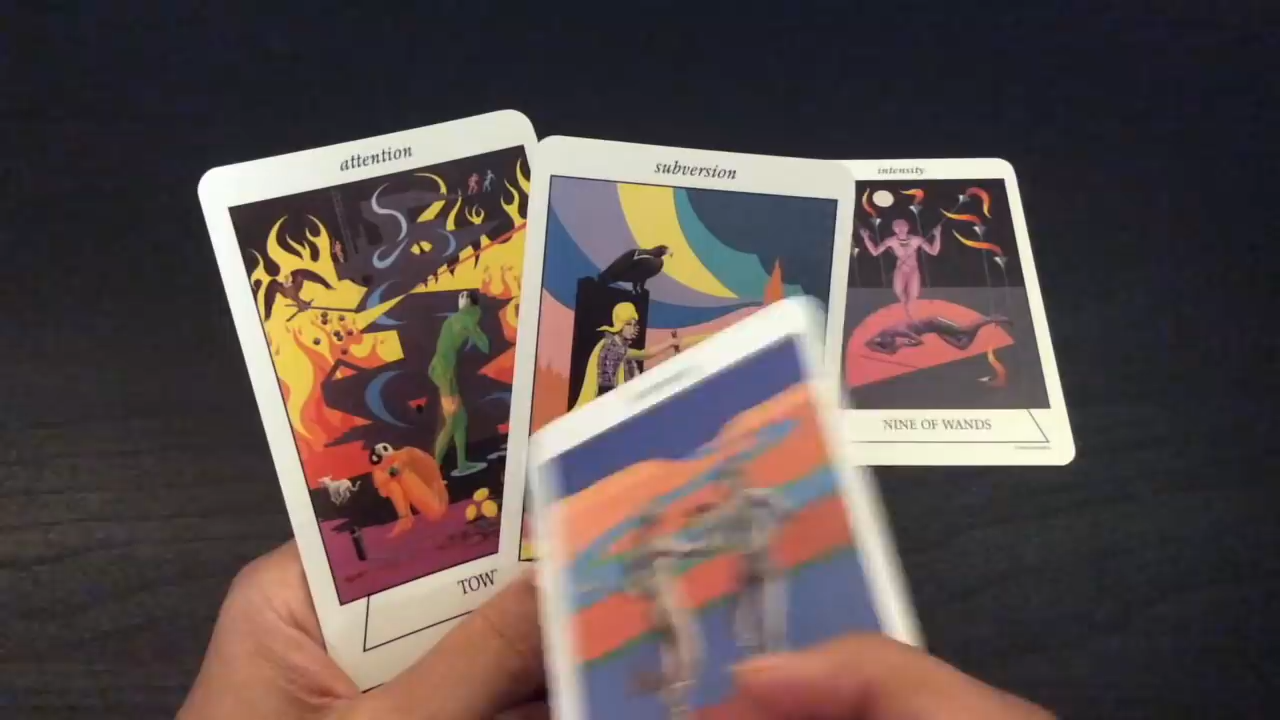 attention
subversion
intensity
TOW
NINE OF WANDS